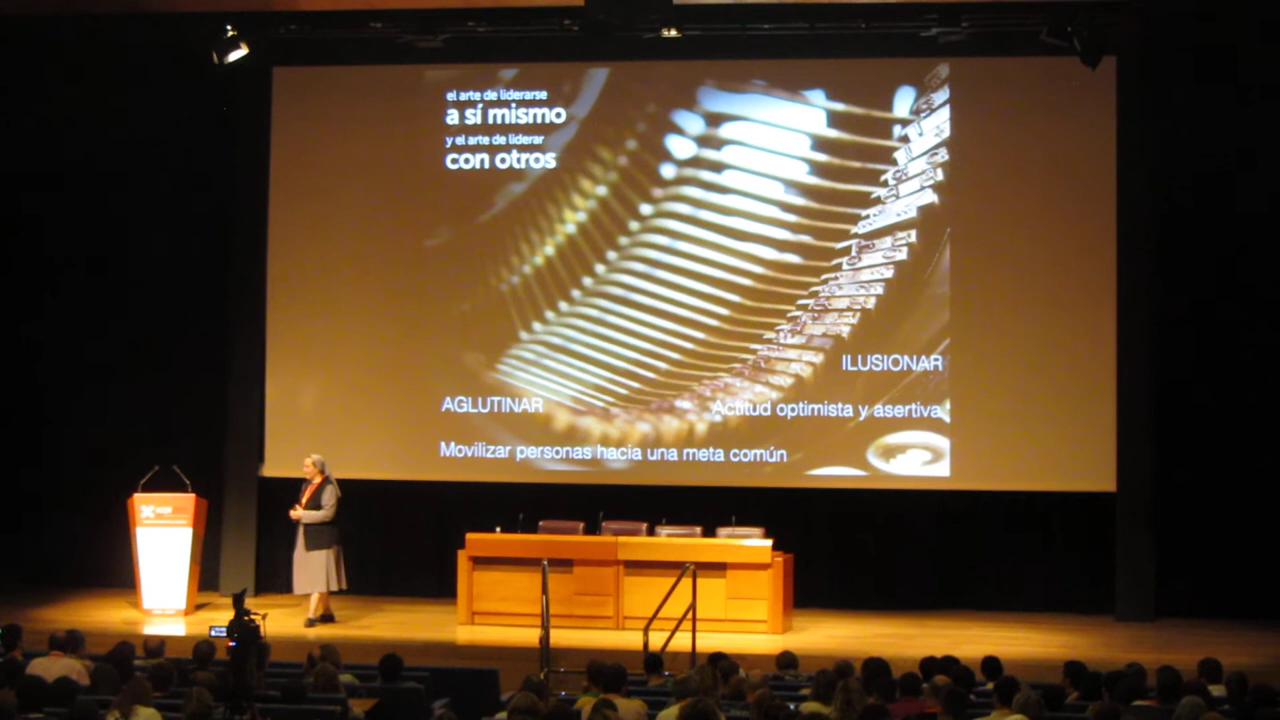 el arte de liderarse
a sí mismo
y el arte de liderar
con otros
ILUSIONAR
AGLUTINAR
Actitud optimista y asertiva
Movilizar personas hacia una meta común